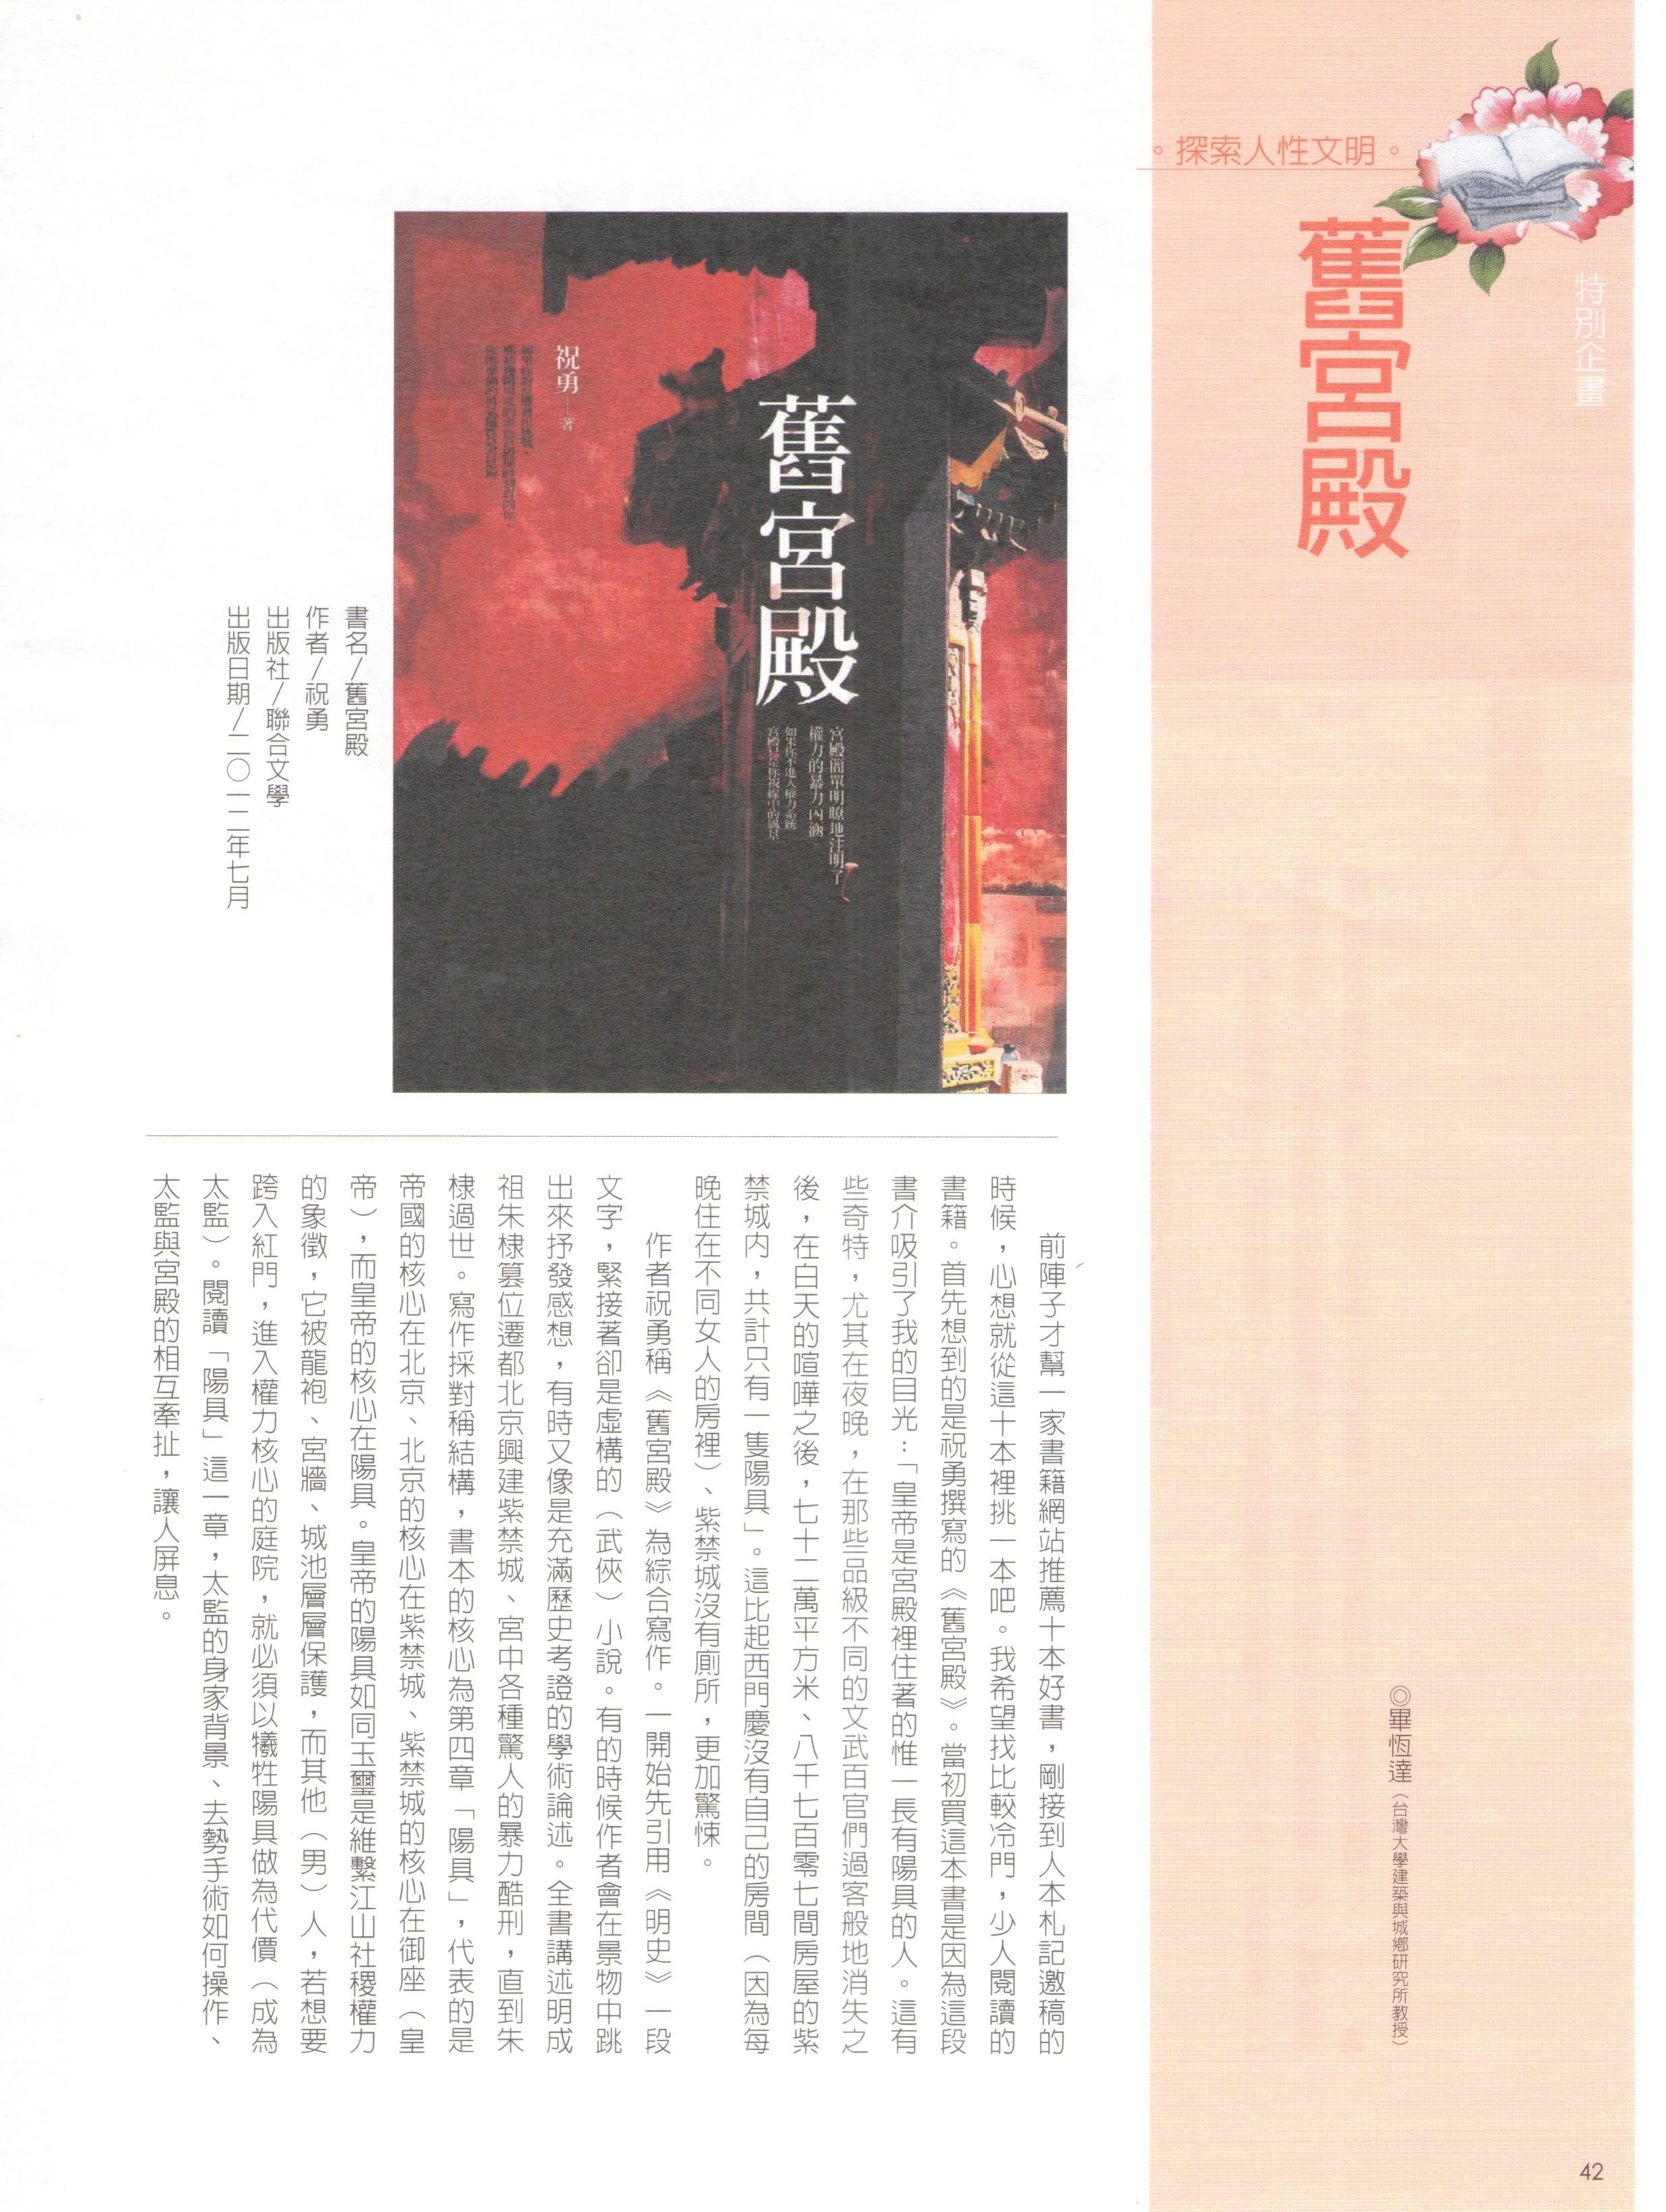 特別企畫
。探索人性文明。
舊宮殿
◎畢恆達（台灣大學建築與城鄉研究所教授）
舊宮殿
宮殿簡單明瞭地注明了
權力的暴力內涵。
如果你不進入權力系統
宮殿只是你視線中的風景
祝勇——著
書名/舊宮殿
作者/祝勇
出版社/聯合文學
出版日期/二〇一二年七月
前陣子才幫一家書籍網站推薦十本好書，剛接到人本札記邀稿的
時候，心想就從這十本裡挑一本吧。我希望找比較冷門，少人閱讀的
書籍。首先想到的是祝勇撰寫的《舊宮殿》。當初買這本書是因為這段
書介吸引了我的目光：「皇帝是宮殿裡住著的惟一長有陽具的人。這有
些奇特，尤其在夜晚，在那些品級不同的文武百官們過客般地消失之
後，在白天的喧嘩之後，七十二萬平方米、八千七百零七間房屋的紫
禁城內，共計只有一隻陽具」。這比起西門慶沒有自己的房間（因為每
晚住在不同女人的房裡）、紫禁城沒有廁所，更加驚悚。
作者祝勇稱《舊宮殿》為綜合寫作。一開始先引用《明史》一段
文字，緊接著卻是虛構的（武俠）小說。有的時候作者會在景物中跳
出來抒發感想，有時又像是充滿歷史考證的學術論述。全書講述明成
祖朱棣篡位遷都北京興建紫禁城、宮中各種驚人的暴力酷刑，直到朱
棣過世。寫作採對稱結構，書本的核心為第四章「陽具」，代表的是
帝國的核心在北京、北京的核心在紫禁城、紫禁城的核心在御座（皇
帝），而皇帝的核心在陽具。皇帝的陽具如同玉璽是維繫江山社稷權力
的象徵，它被龍袍、宮牆、城池層層保護，而其他（男）人，若想要
跨入紅門，進入權力核心的庭院，就必須以犧牲陽具做為代價（成為
太監）。閱讀「陽具」這一章，太監的身家背景、去勢手術如何操作、
太監與宮殿的相互牽扯，讓人屏息。
42